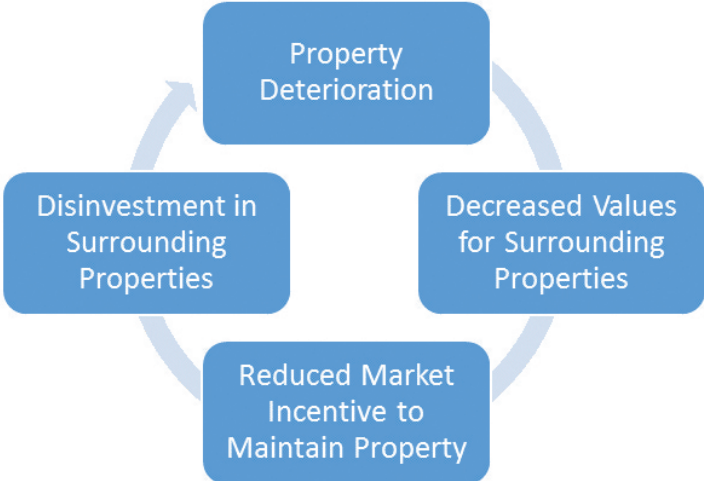 Property
Deterioration
Decreased Values
for Surrounding
Properties
Reduced Market
Incentive to
Maintain Property
Disinvestment in
Surrounding
Properties